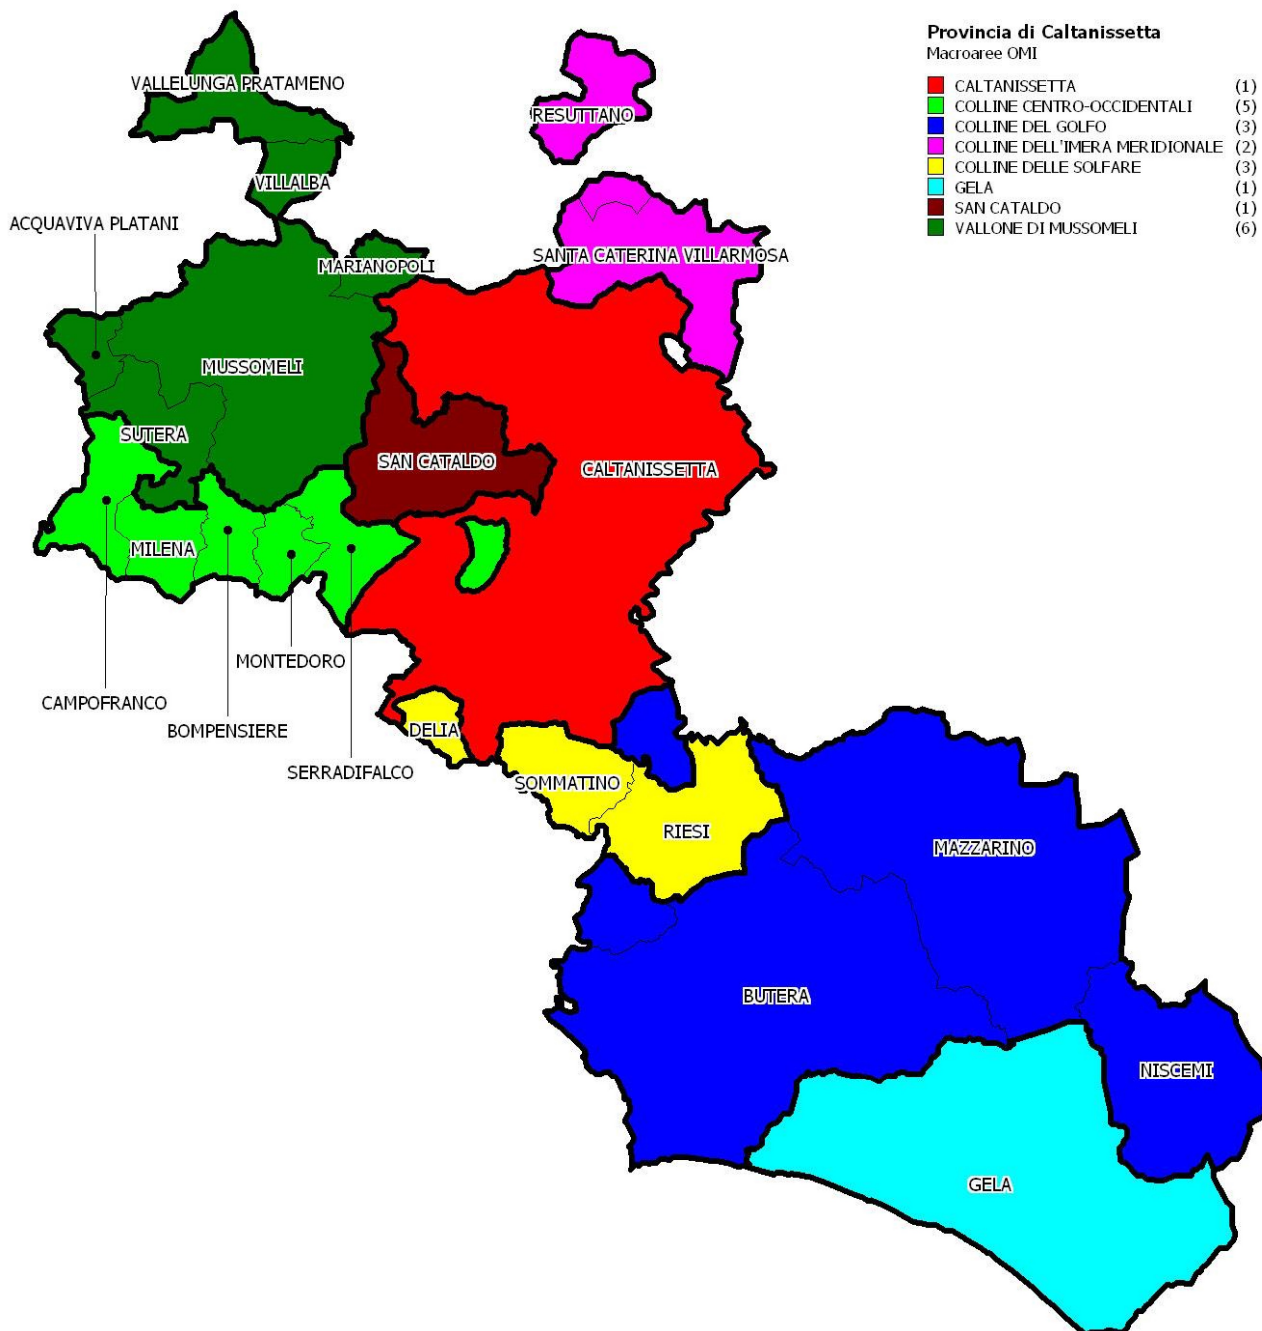 Provincia di Caltanissetta
Macroaree OMI
CALTANISSETTA (1)
COLLINE CENTRO-OCCIDENTALI (5)
COLLINE DEL GOLFO (3)
COLLINE DELL'IMERA MERIDIONALE (2)
COLLINE DELLE SOLFARE (3)
GELA (1)
SAN CATALDO (1)
VALLONE DI MUSSOMELI (6)
VALLELUNGA PRATAMENO
RESUTTANO
VILLALBA
ACQUAVIVA PLATANI
SANTA CATERINA VILLARMOSA
MARIANOPOLI
MUSSOMELI
SUTERA
SAN CATALDO
CALTANISSETTA
MILENA
MONTEDORO
CAMPOFRANCO
BOMPENSIERE
DELIA
SERRADIFALCO
SOMMATINO
RIESI
MAZZARINO
BUTERA
NISCEMI
GELA